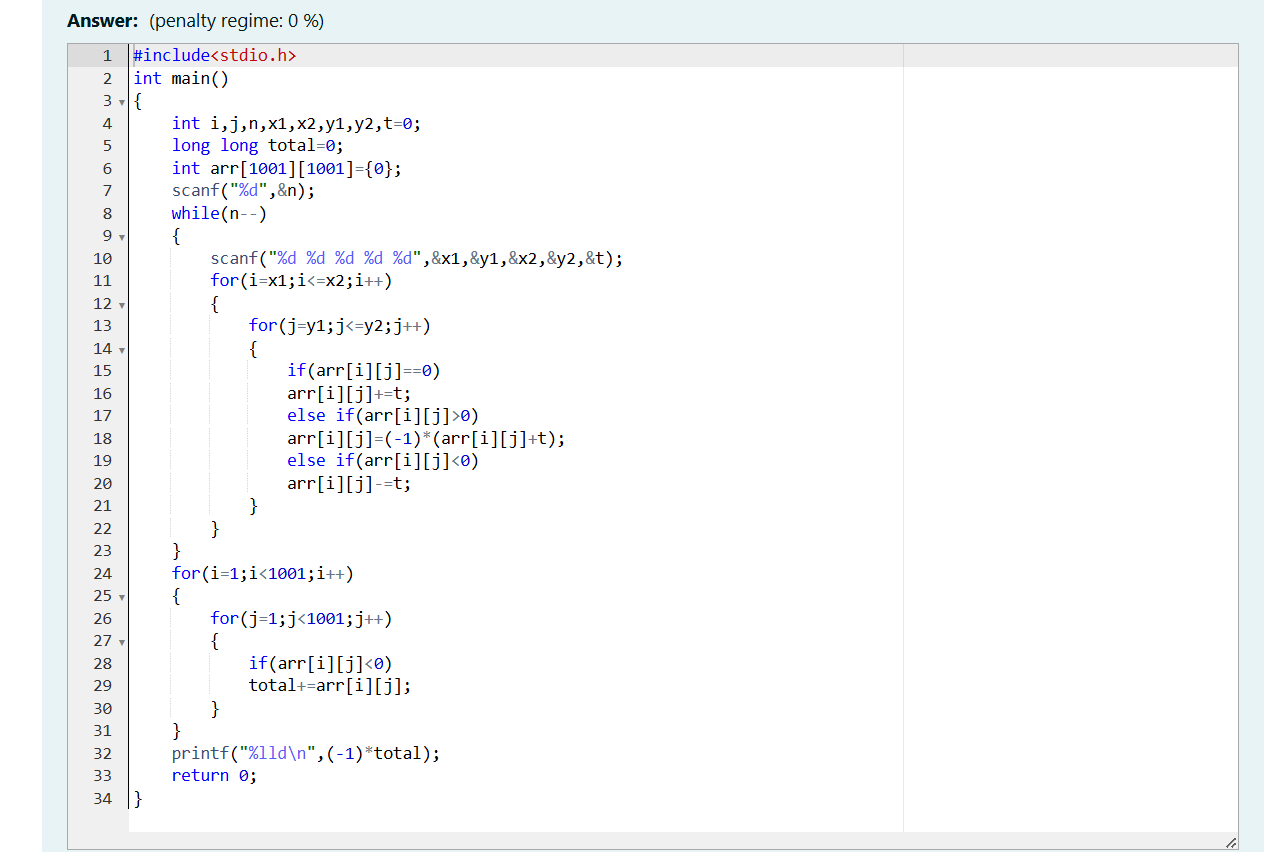 Answer: (penalty regime: 0 %)
1 #include<stdio.h>
2 int main()
3 {
4     int i,j,n,x1,x2,y1,y2,t=0;
5     long long total=0;
6     int arr[1001][1001]={0};
7     scanf("%d",&n);
8     while(n--)
9     {
10         scanf("%d %d %d %d %d",&x1,&y1,&x2,&y2,&t);
11         for(i=x1;i<=x2;i++)
12         {
13             for(j=y1;j<=y2;j++)
14             {
15                 if(arr[i][j]==0)
16                 arr[i][j]+=t;
17                 else if(arr[i][j]>0)
18                 arr[i][j]=(-1)*(arr[i][j]+t);
19                 else if(arr[i][j]<0)
20                 arr[i][j]-=t;
21             }
22         }
23     }
24     for(i=1;i<1001;i++)
25     {
26         for(j=1;j<1001;j++)
27         {
28             if(arr[i][j]<0)
29             total+=arr[i][j];
30         }
31     }
32     printf("%lld\n",(-1)*total);
33     return 0;
34 }